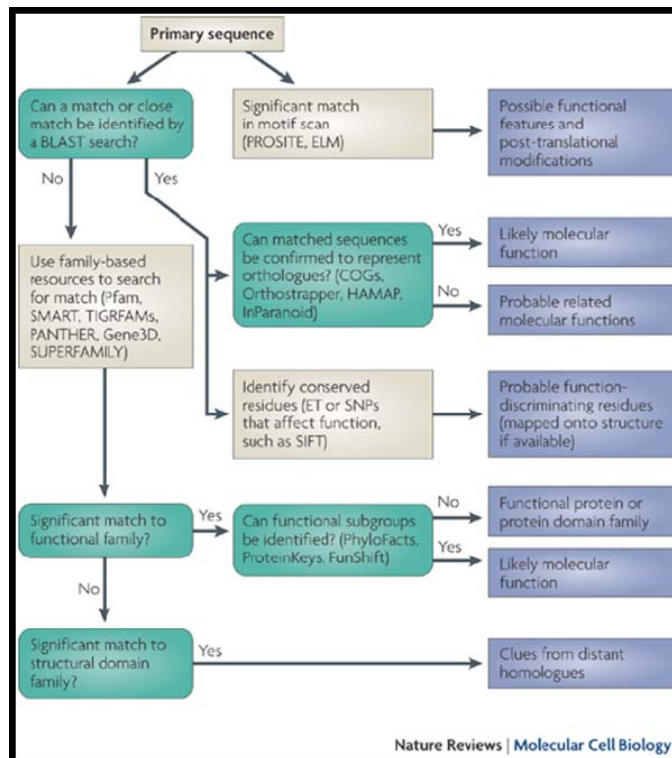 Primary sequence
Can a match or close
match be identified by
a BLAST search?
Significant match
in motif scan
(PROSITE, ELM)
Possible functional
features and
post-translational
modifications
No
Yes
Use family-based
resources to search
for match (Pfam,
SMART, TIGRFAMs,
PANTHER, Gene3D,
SUPERFAMILY)
Can matched sequences
be confirmed to represent
orthologues? (COGs,
Orthostrapper, HAMAP,
InParanoid)
Yes
Likely molecular
function
No
Probable related
molecular functions
Identify conserved
residues (ET or SNPs
that affect function,
such as SIFT)
Probable function-
discriminating residues
(mapped onto structure
if available)
Significant match to
functional family?
Yes
Can functional subgroups
be identified? (PhyloFacts,
ProteinKeys, FunShift)
No
Functional protein or
protein domain family
Yes
Likely molecular
function
No
Significant match to
structural domain
family?
Yes
Clues from distant
homologues
Nature Reviews | Molecular Cell Biology